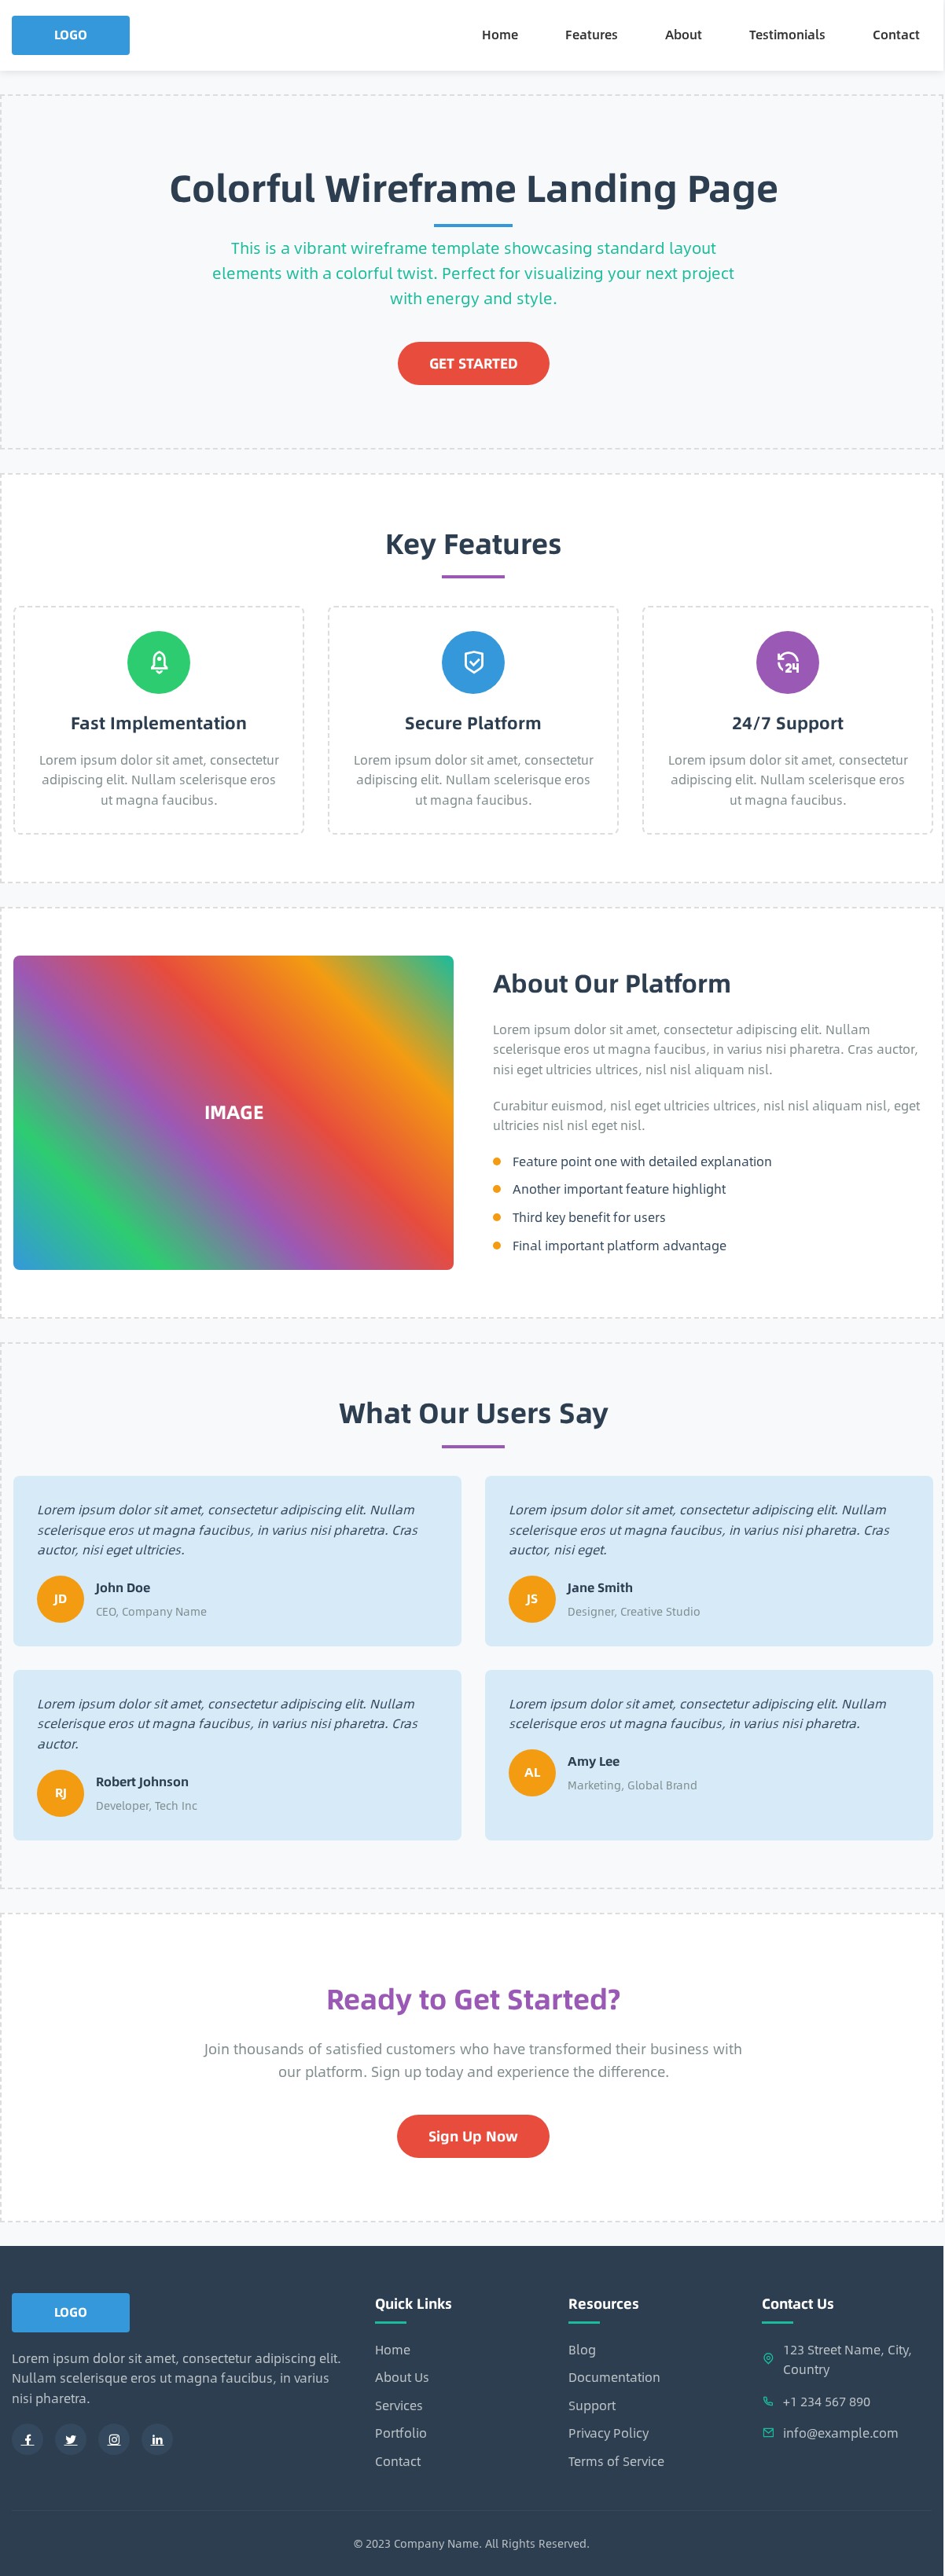 LOGO
Home Features About Testimonials Contact
Colorful Wireframe Landing Page
This is a vibrant wireframe template showcasing standard layout
elements with a colorful twist. Perfect for visualizing your next project
with energy and style.
GET STARTED
Key Features
24
Fast Implementation
Lorem ipsum dolor sit amet, consectetur
adipiscing elit. Nullam scelerisque eros
ut magna faucibus.
Secure Platform
Lorem ipsum dolor sit amet, consectetur
adipiscing elit. Nullam scelerisque eros
ut magna faucibus.
24/7 Support
Lorem ipsum dolor sit amet, consectetur
adipiscing elit. Nullam scelerisque eros
ut magna faucibus.
IMAGE
About Our Platform
Lorem ipsum dolor sit amet, consectetur adipiscing elit. Nullam
scelerisque eros ut magna faucibus, in varius nisi pharetra. Cras auctor,
nisi eget ultricies ultrices, nisl nisl aliquam nisl.
Curabitur euismod, nisl eget ultricies ultrices, nisl nisl aliquam nisl, eget
ultricies nisl nisl eget nisl.
Feature point one with detailed explanation
Another important feature highlight
Third key benefit for users
Final important platform advantage
What Our Users Say
Lorem ipsum dolor sit amet, consectetur adipiscing elit. Nullam
scelerisque eros ut magna faucibus, in varius nisi pharetra. Cras
auctor, nisi eget ultricies.
JD
John Doe
CEO, Company Name
Lorem ipsum dolor sit amet, consectetur adipiscing elit. Nullam
scelerisque eros ut magna faucibus, in varius nisi pharetra. Cras
auctor, nisi eget.
JS
Jane Smith
Designer, Creative Studio
Lorem ipsum dolor sit amet, consectetur adipiscing elit. Nullam
scelerisque eros ut magna faucibus, in varius nisi pharetra. Cras
auctor.
RJ
Robert Johnson
Developer, Tech Inc
Lorem ipsum dolor sit amet, consectetur adipiscing elit. Nullam
scelerisque eros ut magna faucibus, in varius nisi pharetra.
AL
Amy Lee
Marketing, Global Brand
Ready to Get Started?
Join thousands of satisfied customers who have transformed their business with
our platform. Sign up today and experience the difference.
Sign Up Now
LOGO
Lorem ipsum dolor sit amet, consectetur adipiscing elit.
Nullam scelerisque eros ut magna faucibus, in varius
nisi pharetra.
f in
Quick Links
Home
About Us
Services
Portfolio
Contact
Resources
Blog
Documentation
Support
Privacy Policy
Terms of Service
Contact Us
123 Street Name, City,
Country
+1 234 567 890
info@example.com
© 2023 Company Name. All Rights Reserved.